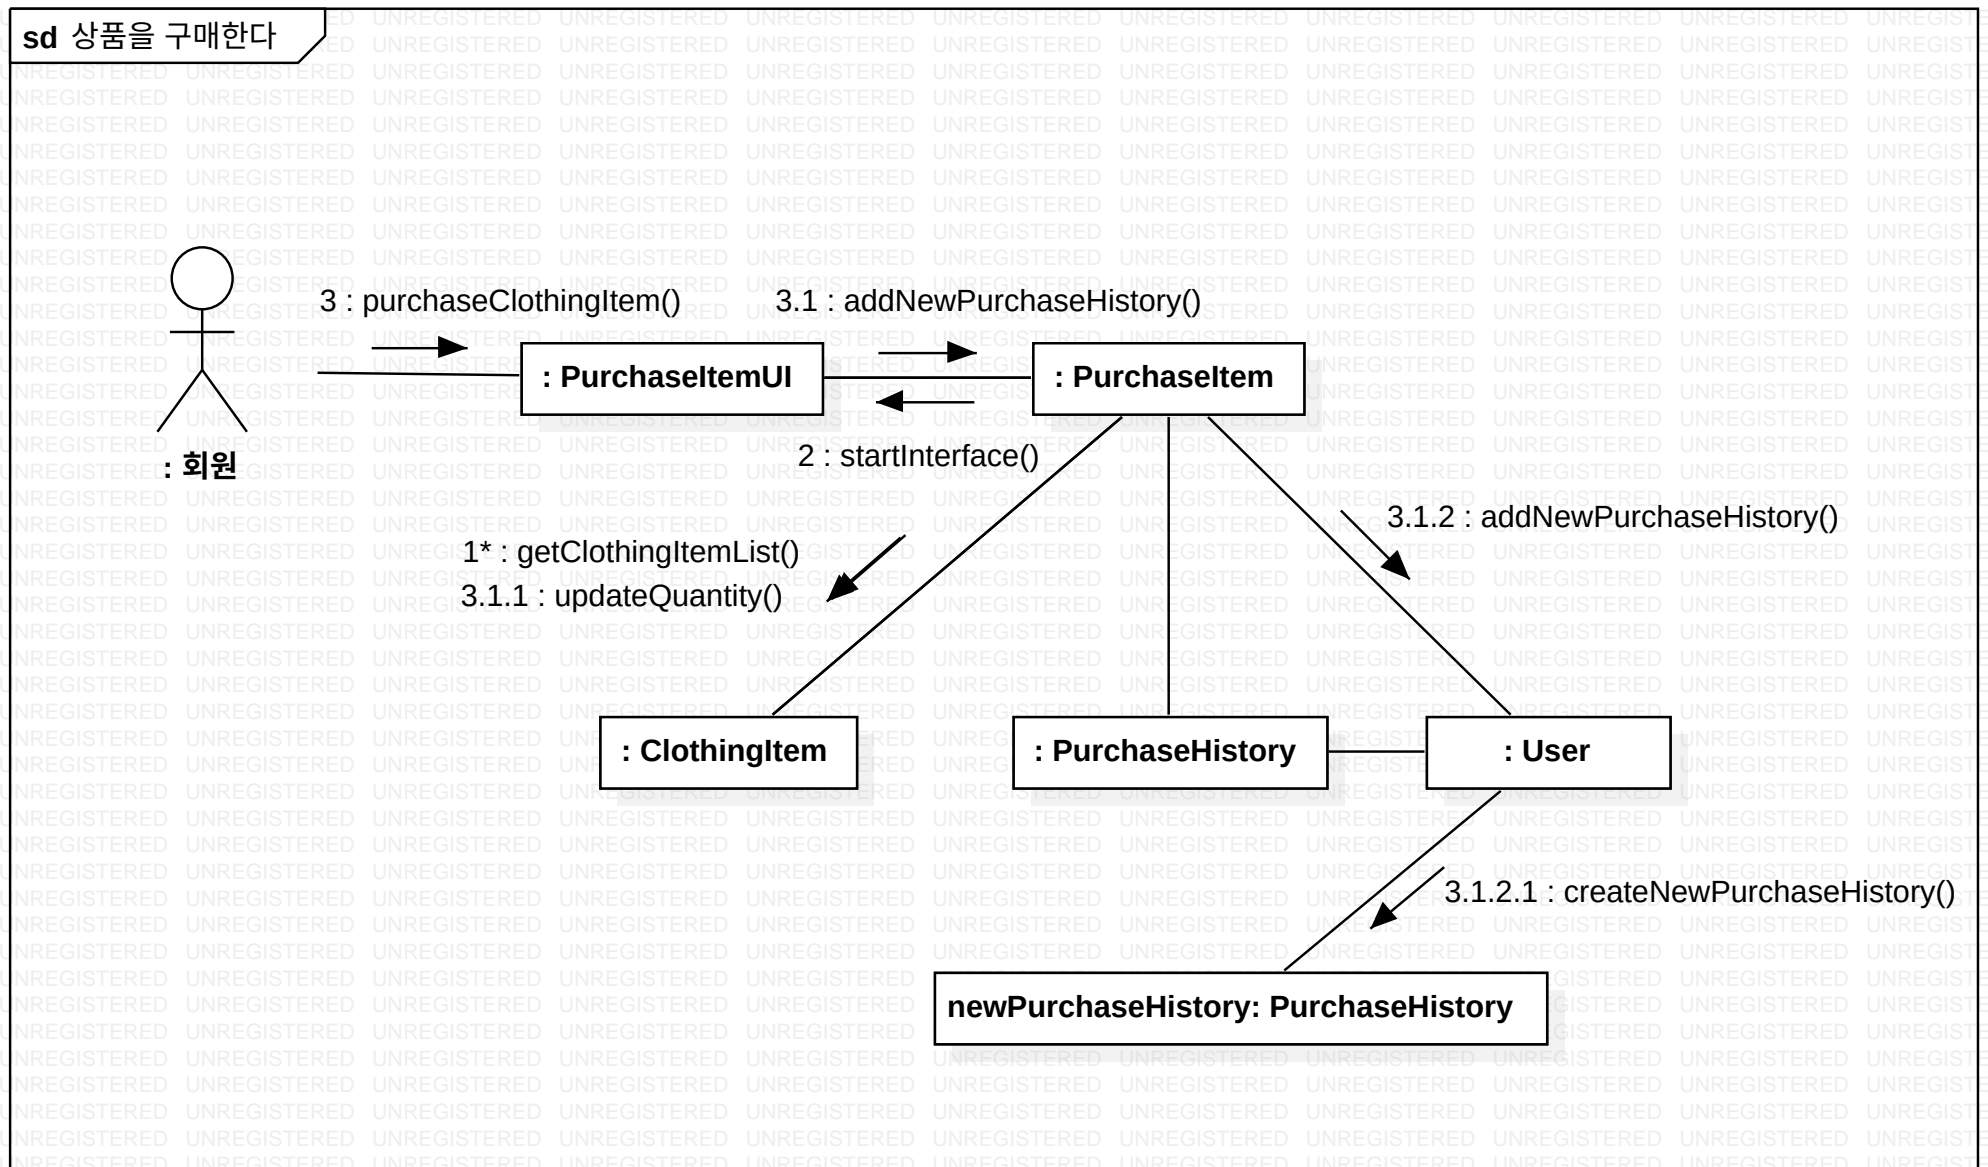 sd 상품을 구매한다
3 : purchaseClothingItem()
3.1 : addNewPurchaseHistory()
: PurchaseItemUI
: PurchaseItem
2 : startInterface()
: 회원
3.1.2 : addNewPurchaseHistory()
1* : getClothingItemList()
3.1.1 : updateQuantity()
: ClothingItem
: PurchaseHistory
: User
3.1.2.1 : createNewPurchaseHistory()
newPurchaseHistory: PurchaseHistory
UNREGISTERED